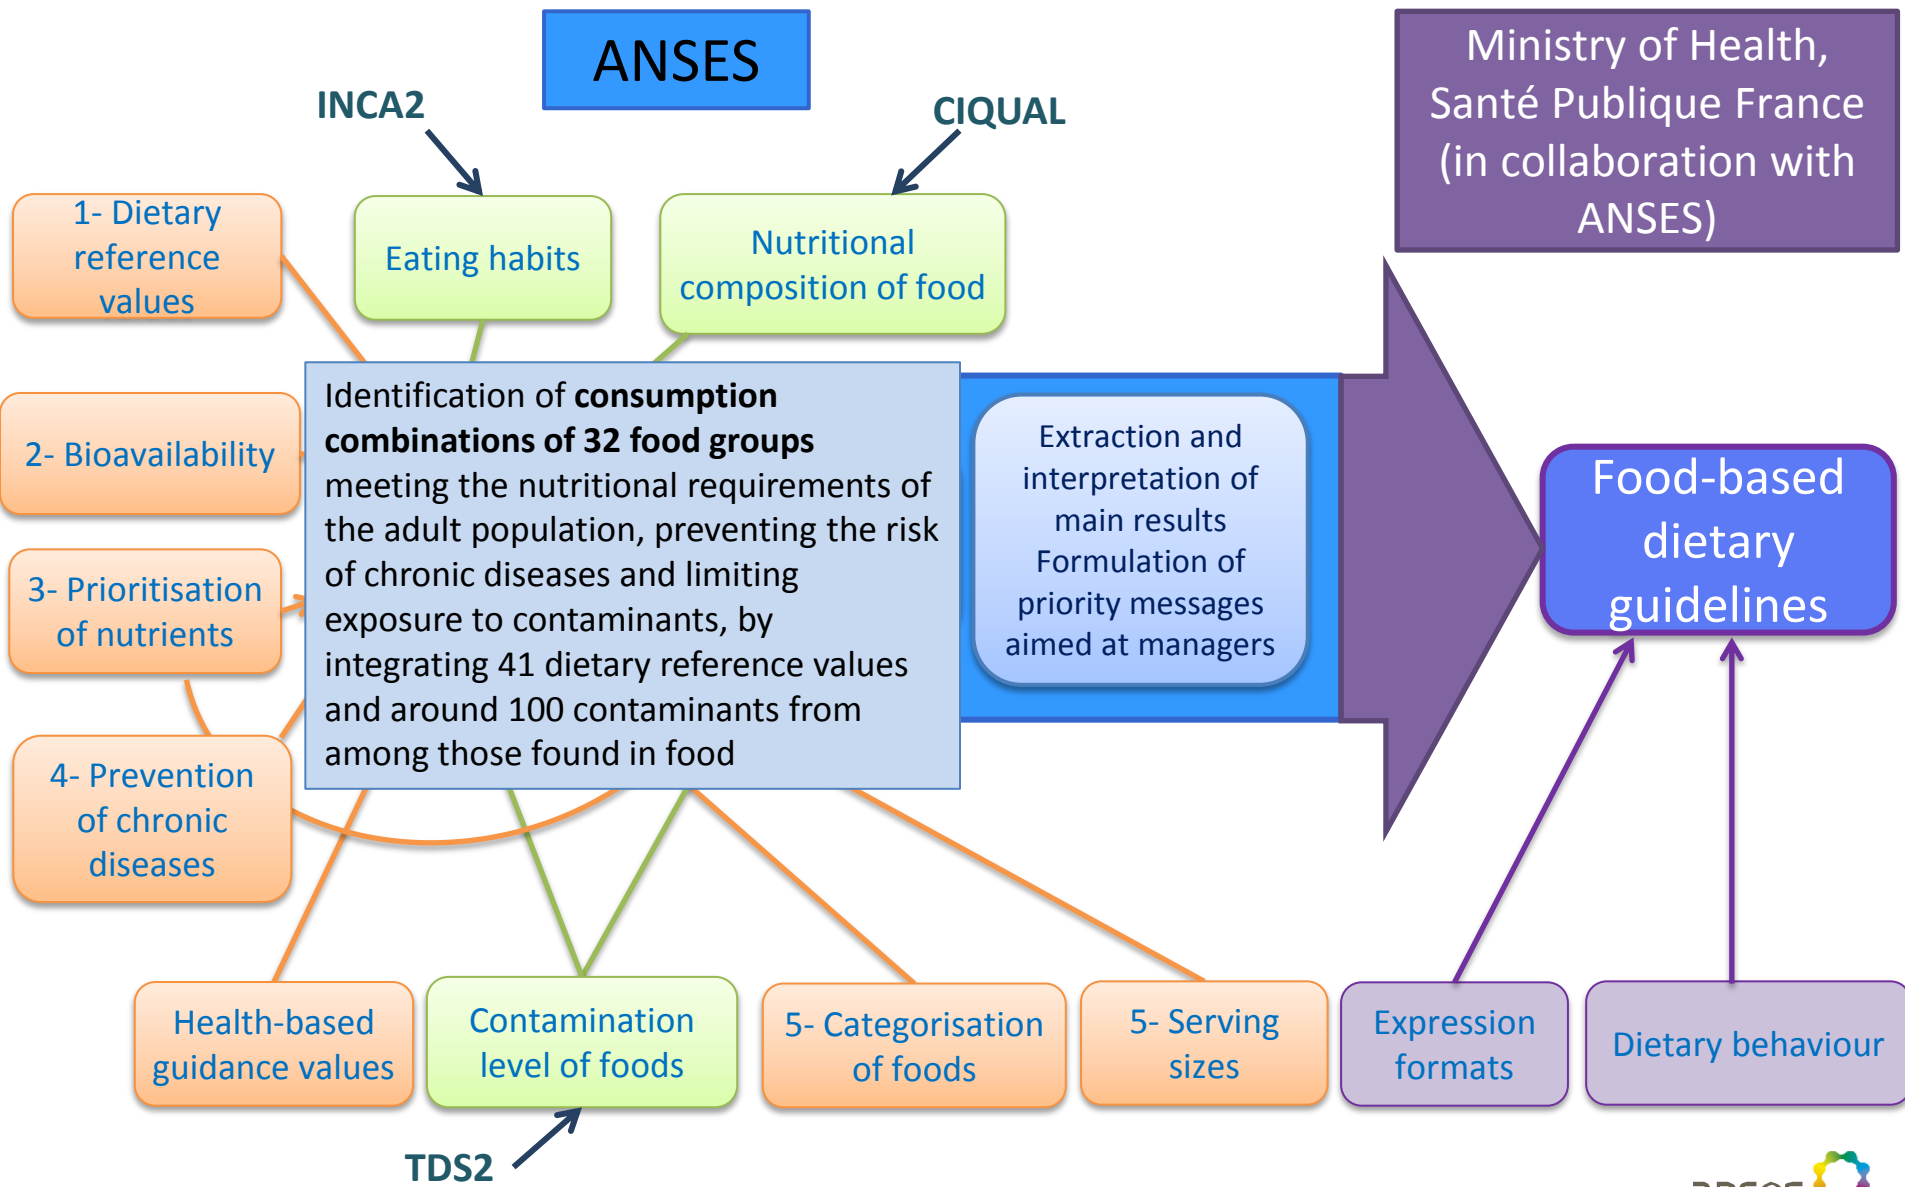 ANSES
Ministry of Health,
Santé Publique France
(in collaboration with
ANSES)
INCA2
CIQUAL
1- Dietary
reference
values
Eating habits
Nutritional
composition of food
2- Bioavailability
3- Prioritisation
of nutrients
4- Prevention
of chronic
diseases
Identification of consumption
combinations of 32 food groups
meeting the nutritional requirements of
the adult population, preventing the risk
of chronic diseases and limiting
exposure to contaminants, by
integrating 41 dietary reference values
and around 100 contaminants from
among those found in food
Extraction and
interpretation of
main results
Formulation of
priority messages
aimed at managers
Food-based
dietary
guidelines
Health-based
guidance values
Contamination
level of foods
5- Categorisation
of foods
5- Serving
sizes
Expression
formats
Dietary behaviour
TDS2